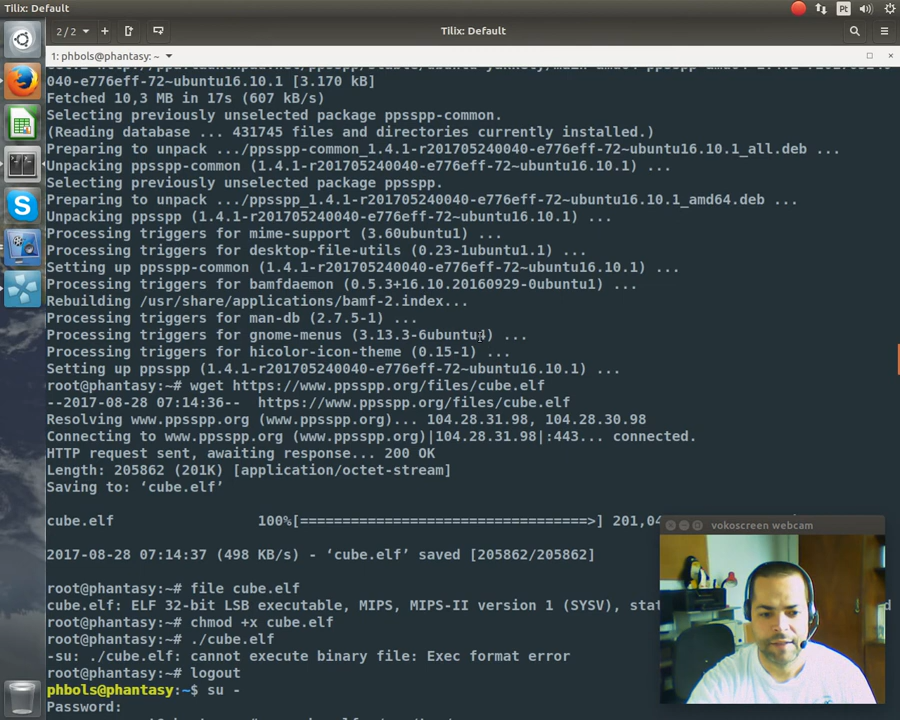 Tilix: Default
Pt
2 / 2
Tilix: Default
1: phbols@phantasy: ~
040-e776eff-72~ubuntu16.10.1 [3.170 kB]
Fetched 10,3 MB in 17s (607 kB/s)
Selecting previously unselected package ppsspp-common.
(Reading database ... 431745 files and directories currently installed.)
Preparing to unpack .../ppsspp-common_1.4.1-r201705240040-e776eff-72~ubuntu16.10.1_all.deb ...
Unpacking ppsspp-common (1.4.1-r201705240040-e776eff-72~ubuntu16.10.1) ...
Selecting previously unselected package ppsspp.
Preparing to unpack .../ppsspp_1.4.1-r201705240040-e776eff-72~ubuntu16.10.1_amd64.deb ...
Unpacking ppsspp (1.4.1-r201705240040-e776eff-72~ubuntu16.10.1) ...
Processing triggers for mime-support (3.60ubuntu1) ...
Processing triggers for desktop-file-utils (0.23-1ubuntu1.1) ...
Setting up ppsspp-common (1.4.1-r201705240040-e776eff-72~ubuntu16.10.1) ...
Processing triggers for bamfdaemon (0.5.3+16.10.20160929-0ubuntu1) ...
Rebuilding /usr/share/applications/bamf-2.index...
Processing triggers for man-db (2.7.5-1) ...
Processing triggers for gnome-menus (3.13.3-6ubuntu4) ...
Processing triggers for hicolor-icon-theme (0.15-1) ...
Setting up ppsspp (1.4.1-r201705240040-e776eff-72~ubuntu16.10.1) ...
root@phantasy:~# wget https://www.ppsspp.org/files/cube.elf
--2017-08-28 07:14:36--  https://www.ppsspp.org/files/cube.elf
Resolving www.ppsspp.org (www.ppsspp.org)... 104.28.31.98, 104.28.30.98
Connecting to www.ppsspp.org (www.ppsspp.org)|104.28.31.98|:443... connected.
HTTP request sent, awaiting response... 200 OK
Length: 205862 (201K) [application/octet-stream]
Saving to: ‘cube.elf’
cube.elf 100%[===================================>] 201,04
vokoscreen webcam
2017-08-28 07:14:37 (498 KB/s) - ‘cube.elf’ saved [205862/205862]
root@phantasy:~# file cube.elf
cube.elf: ELF 32-bit LSB executable, MIPS, MIPS-II version 1 (SYSV), stat
root@phantasy:~# chmod +x cube.elf
root@phantasy:~# ./cube.elf
-su: ./cube.elf: cannot execute binary file: Exec format error
root@phantasy:~# logout
phbols@phantasy:~$ su -
Password: